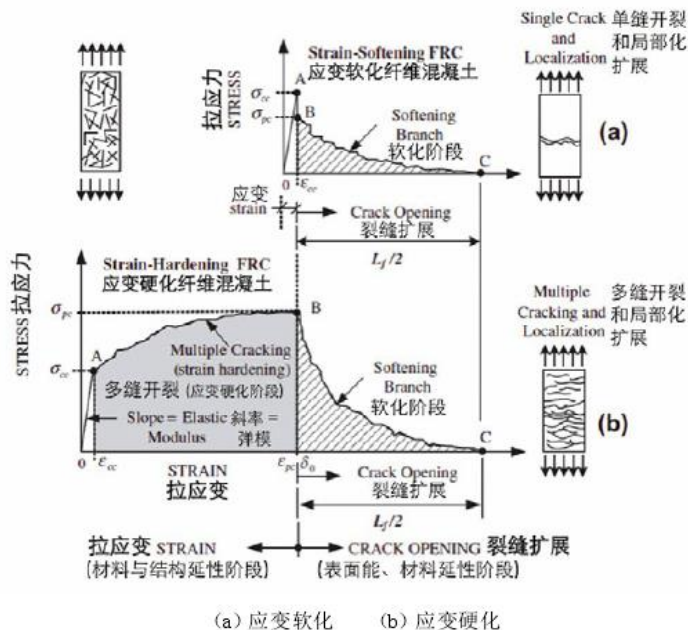 Strain-Softening FRC
应变软化纤维混凝土
拉应力
STRESS
σcc
A
σpc
B
Softening
Branch
软化阶段
C
0
εcc
Single Crack 单缝开裂
and 和局部化
Localization 扩展
(a)
应变
strain
Crack Opening
裂缝扩展
Lf/2
Strain-Hardening FRC
应变硬化纤维混凝土
STRESS 拉应力
σpc
B
σcc
A
Multiple Cracking
(strain hardening)
多缝开裂 (应变硬化阶段)
Slope = Elastic 斜率 =
Modulus 弹模
Softening
Branch
软化阶段
C
0
εcc
STRAIN
拉应变
εpc
δ0
Crack Opening
裂缝扩展
Lf/2
Multiple 多缝开裂
Cracking and 和局部化
Localization 扩展
(b)
拉应变 STRAIN
(材料与结构延性阶段)
CRACK OPENING 裂缝扩展
(表面能、材料延性阶段)
(a) 应变软化 (b) 应变硬化